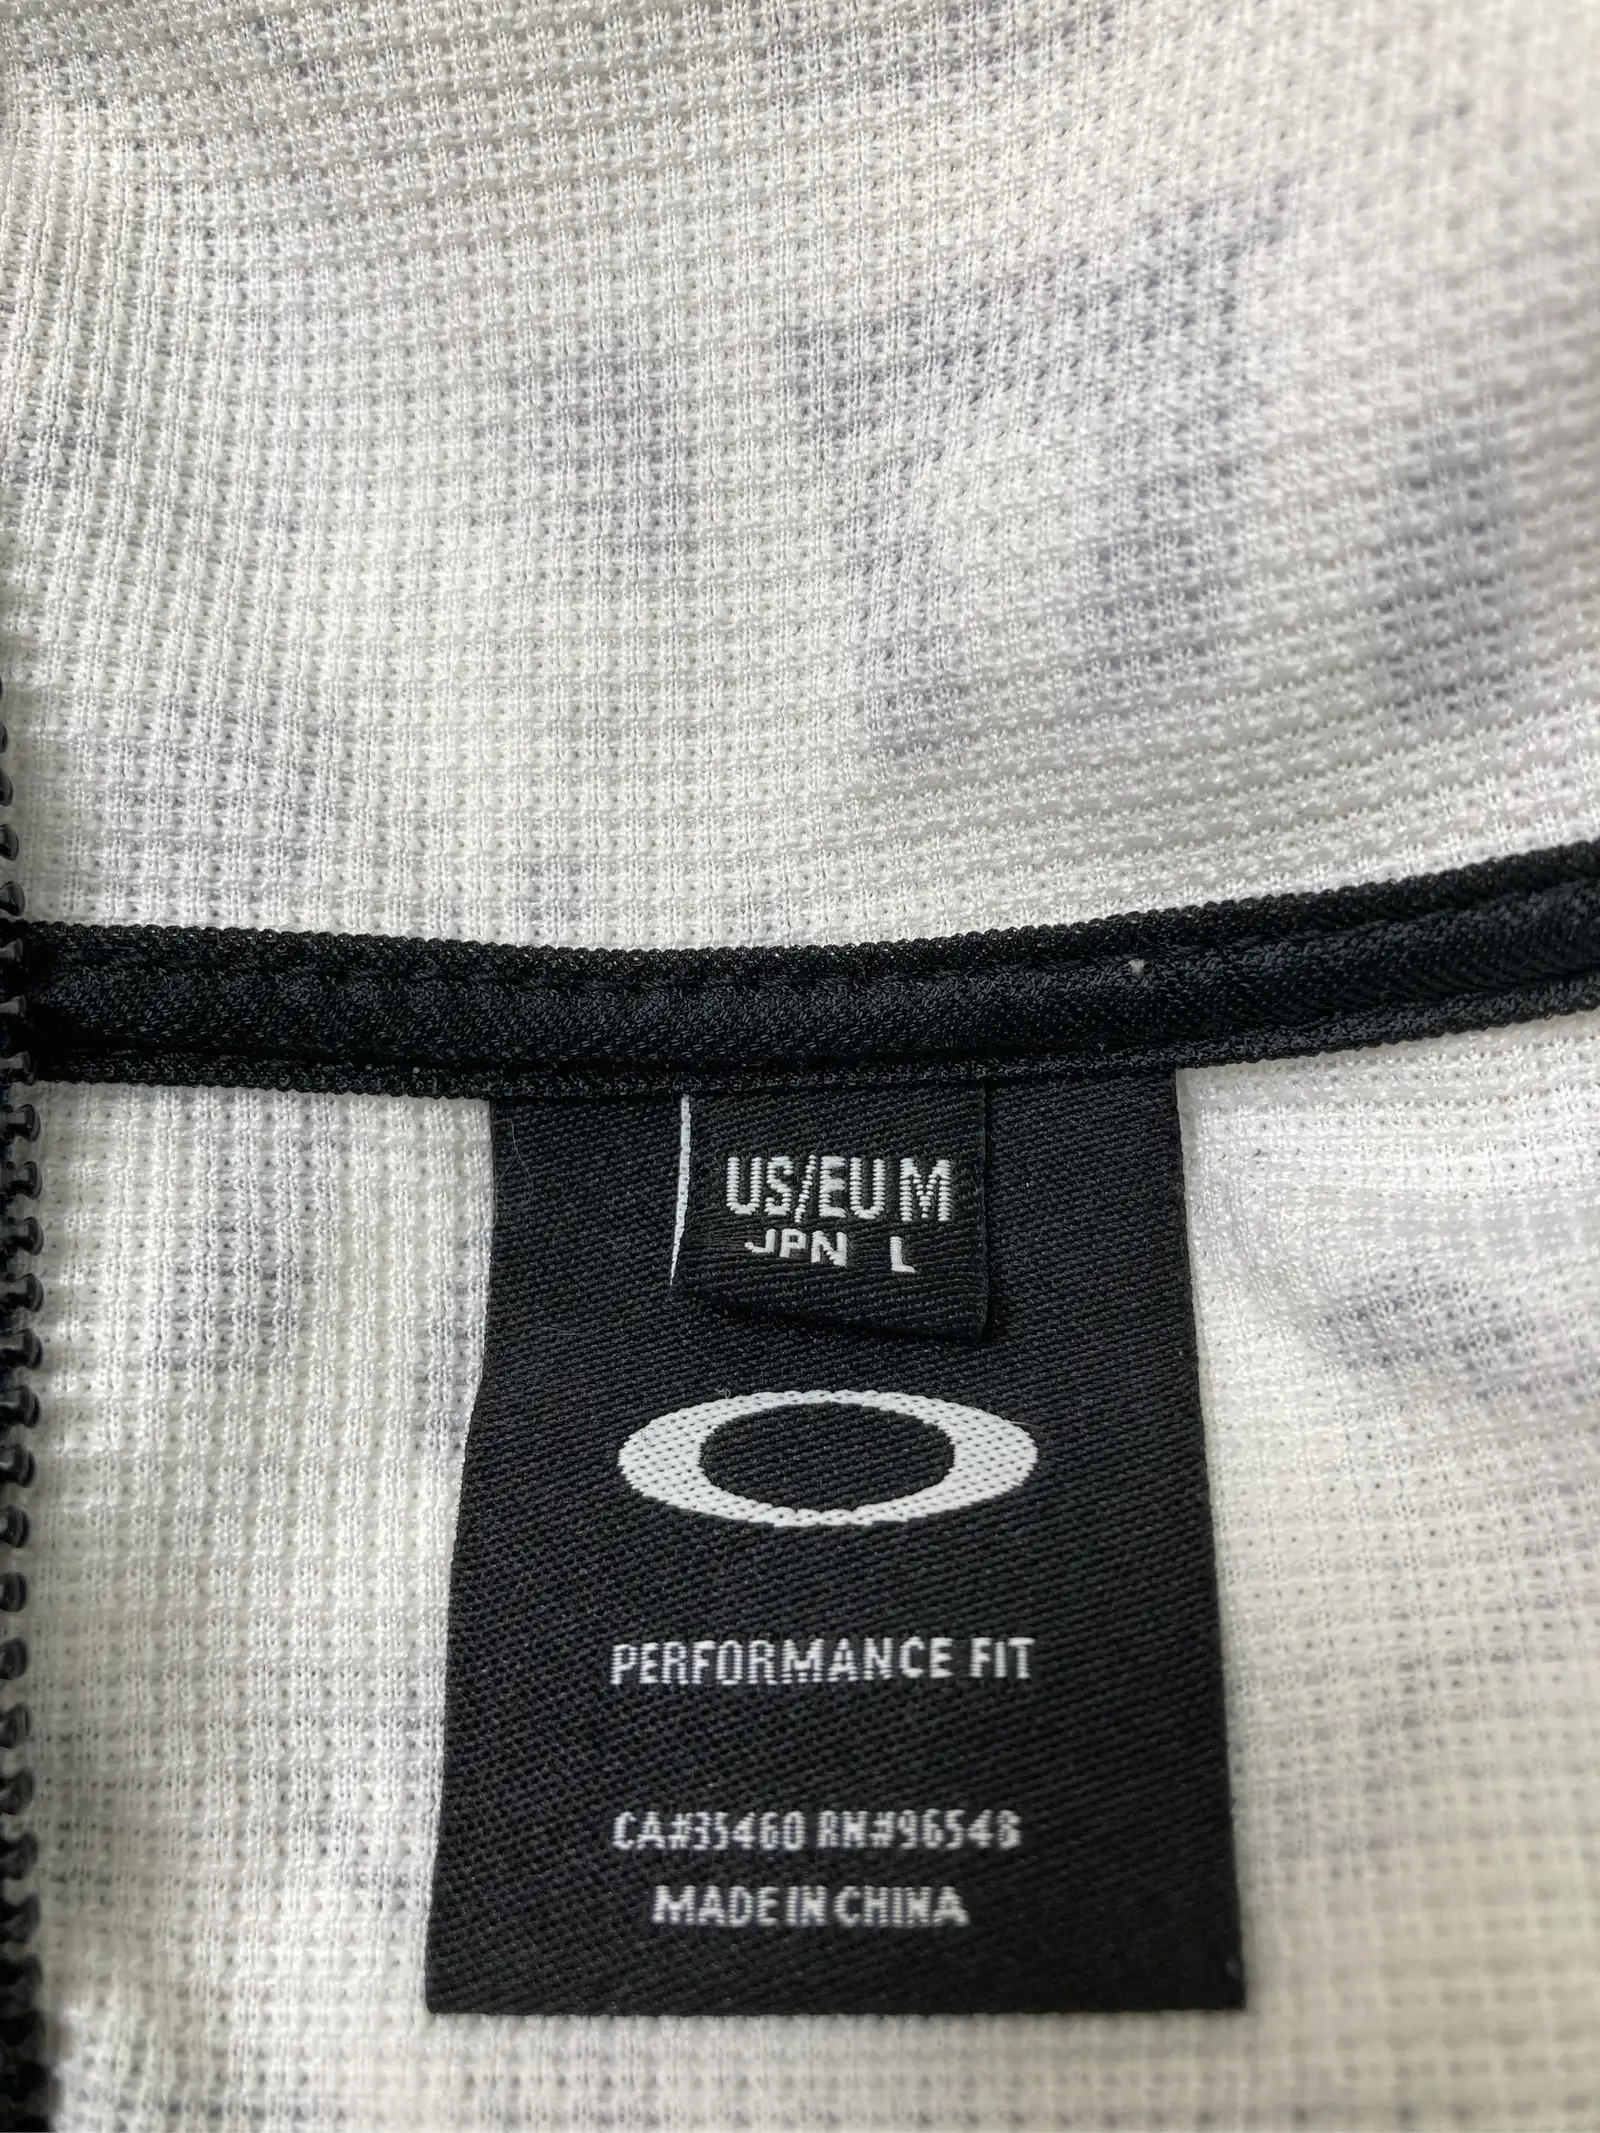 US/EU M
JPN L
PERFORMANCE FIT
CA#35460 RN#96548
MADE IN CHINA